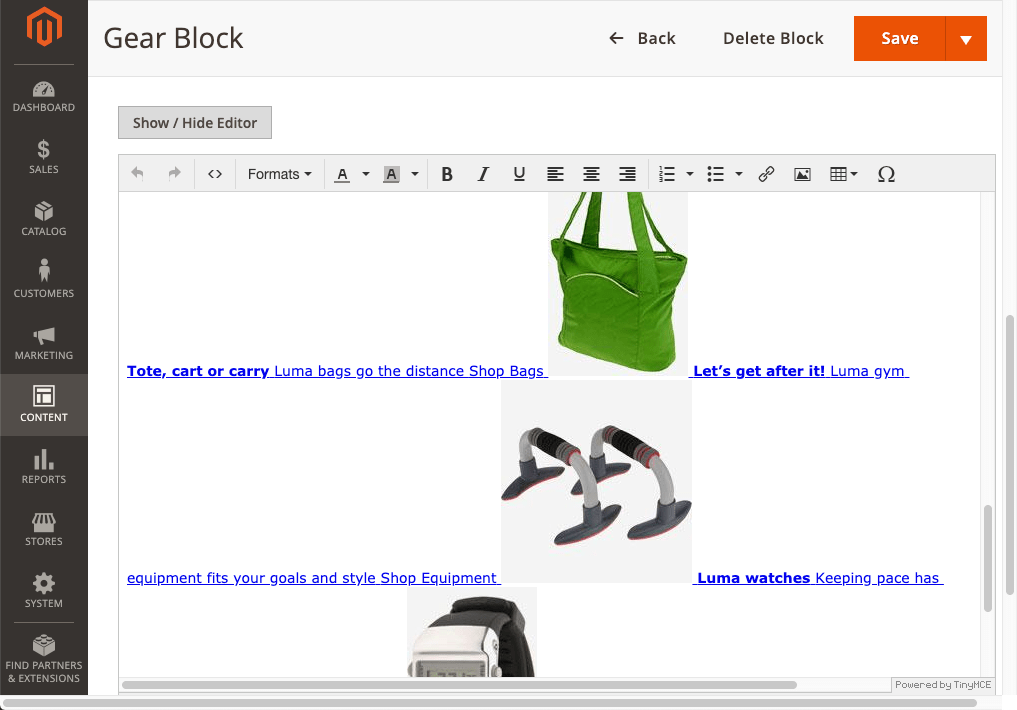 Gear Block
Back
Delete Block
Save
DASHBOARD
$
SALES
CATALOG
CUSTOMERS
MARKETING
CONTENT
REPORTS
STORES
SYSTEM
FIND PARTNERS
& EXTENSIONS
Show / Hide Editor
<> Formats A A B I U Ω
Tote, cart or carry Luma bags go the distance Shop Bags Let’s get after it! Luma gym
equipment fits your goals and style Shop Equipment Luma watches Keeping pace has
Powered by TinyMCE